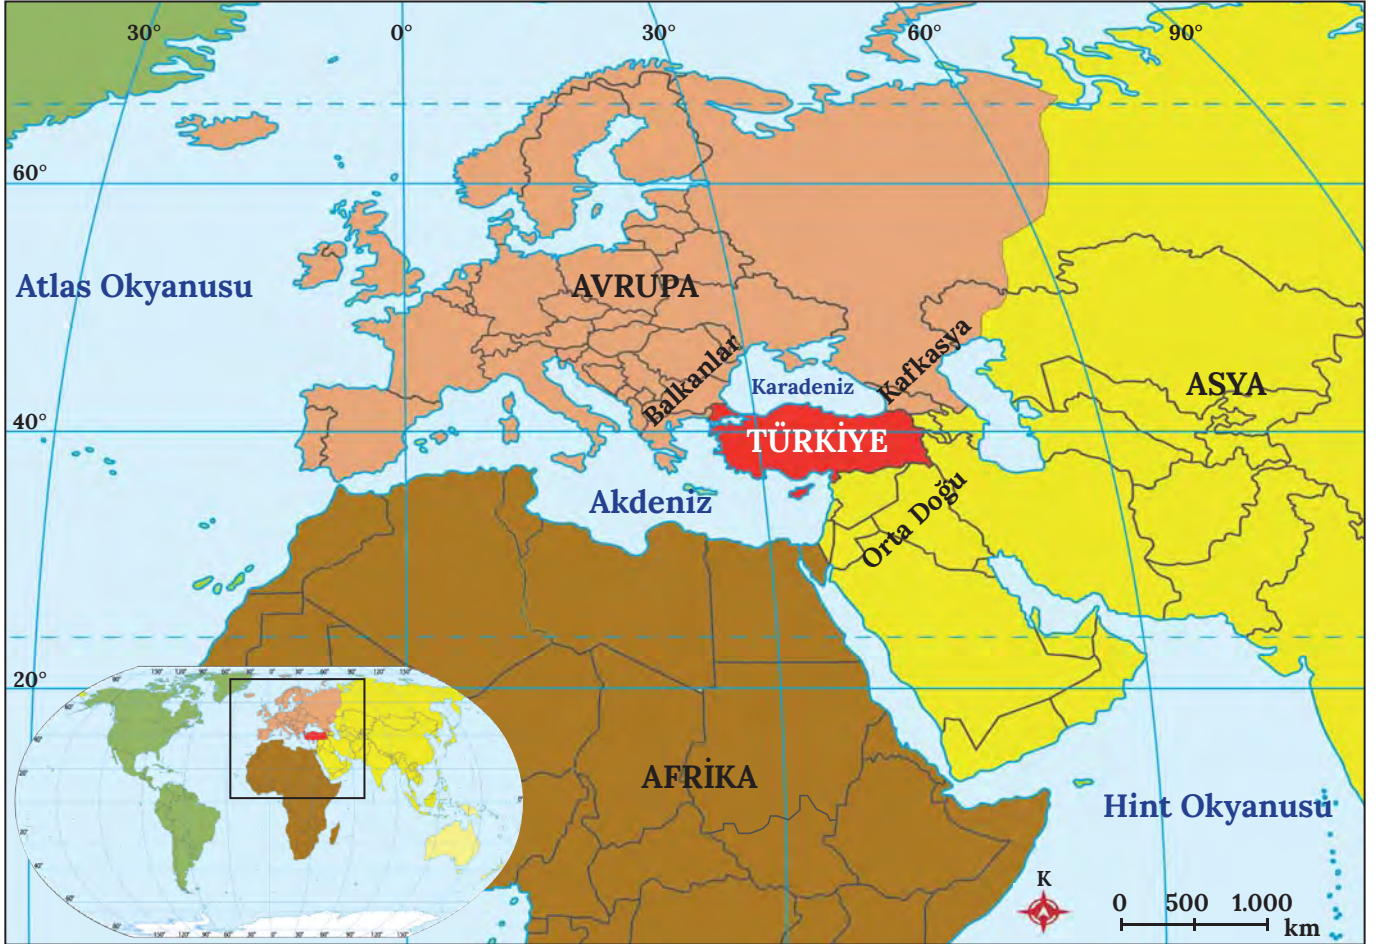 30° 0° 30° 60° 90°
60°
Atlas Okyanusu
AVRUPA
Balkanlar
Karadeniz
Kafkasya
ASYA
40°
TÜRKİYE
Akdeniz
Orta Doğu
20°
AFRİKA
Hint Okyanusu
K
0 500 1.000
km